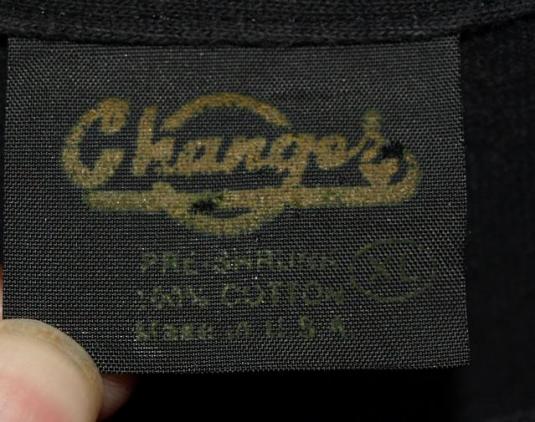 Changes
PRE-SHRUNK
XL
100% COTTON
Made in U.S.A.